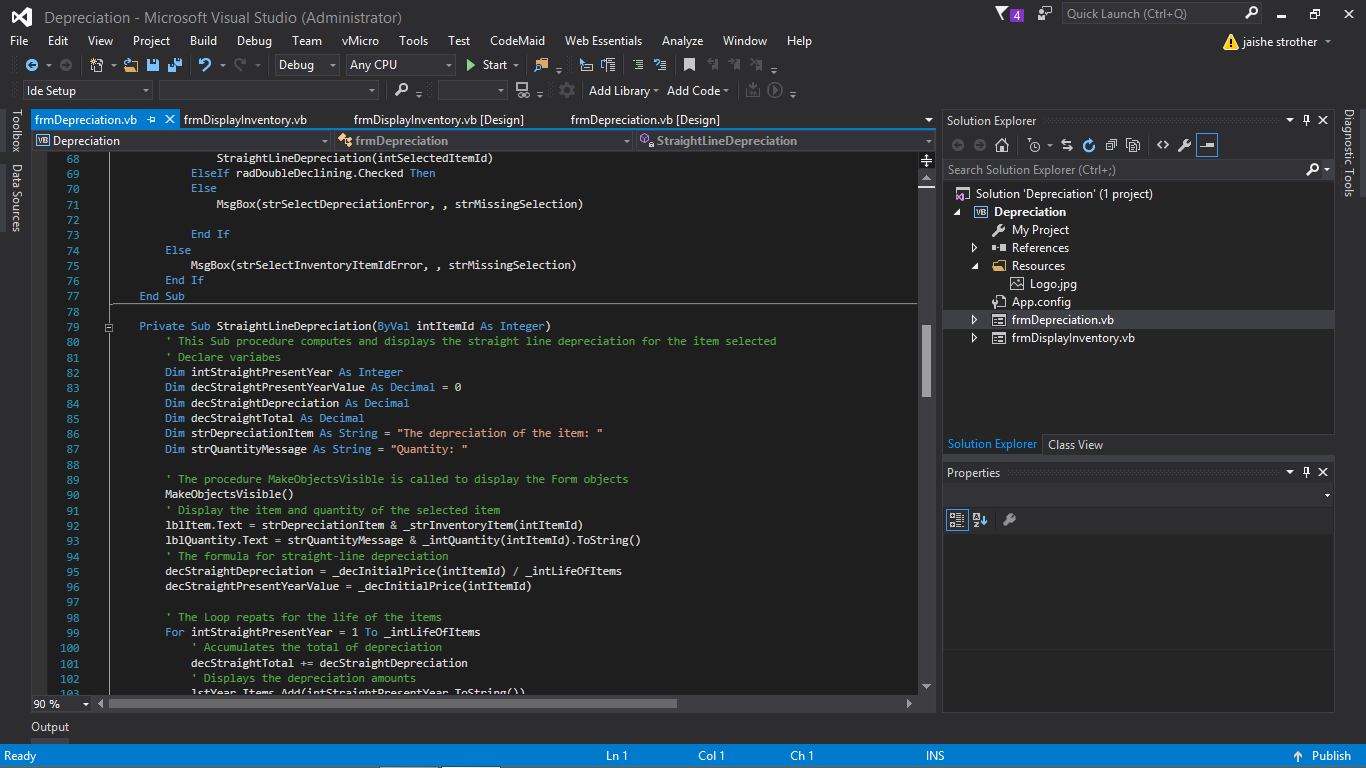 Depreciation - Microsoft Visual Studio (Administrator)
4
Quick Launch (Ctrl+Q)
File Edit View Project Build Debug Team vMicro Tools Test CodeMaid Web Essentials Analyze Window Help
jaishe strother
Debug Any CPU Start
Ide Setup Add Library Add Code
Toolbox
Data Sources
frmDepreciation.vb frmDisplayInventory.vb frmDisplayInventory.vb [Design] frmDepreciation.vb [Design]
VB Depreciation frmDepreciation StraightLineDepreciation
68 StraightLineDepreciation(intSelectedItemId)
69 ElseIf radDoubleDeclining.Checked Then
70 Else
71 MsgBox(strSelectDepreciationError, , strMissingSelection)
72
73 End If
74 Else
75 MsgBox(strSelectInventoryItemIdError, , strMissingSelection)
76 End If
77 End Sub
78
79 Private Sub StraightLineDepreciation(ByVal intItemId As Integer)
80 ' This Sub procedure computes and displays the straight line depreciation for the item selected
81 ' Declare variabes
82 Dim intStraightPresentYear As Integer
83 Dim decStraightPresentYearValue As Decimal = 0
84 Dim decStraightDepreciation As Decimal
85 Dim decStraightTotal As Decimal
86 Dim strDepreciationItem As String = "The depreciation of the item: "
87 Dim strQuantityMessage As String = "Quantity: "
88
89 ' The procedure MakeObjectsVisible is called to display the Form objects
90 MakeObjectsVisible()
91 ' Display the item and quantity of the selected item
92 lblItem.Text = strDepreciationItem & _strInventoryItem(intItemId)
93 lblQuantity.Text = strQuantityMessage & _intQuantity(intItemId).ToString()
94 ' The formula for straight-line depreciation
95 decStraightDepreciation = _decInitialPrice(intItemId) / _intLifeOfItems
96 decStraightPresentYearValue = _decInitialPrice(intItemId)
97
98 ' The Loop repats for the life of the items
99 For intStraightPresentYear = 1 To _intLifeOfItems
100 ' Accumulates the total of depreciation
101 decStraightTotal += decStraightDepreciation
102 ' Displays the depreciation amounts
103 lstYear.Items.Add(intStraightPresentYear.ToString())
90 %
Solution Explorer
Search Solution Explorer (Ctrl+;)
Solution 'Depreciation' (1 project)
VB Depreciation
My Project
References
Resources
Logo.jpg
App.config
frmDepreciation.vb
frmDisplayInventory.vb
Solution Explorer Class View
Properties
Diagnostic Tools
Output
Ready Ln 1 Col 1 Ch 1 INS Publish